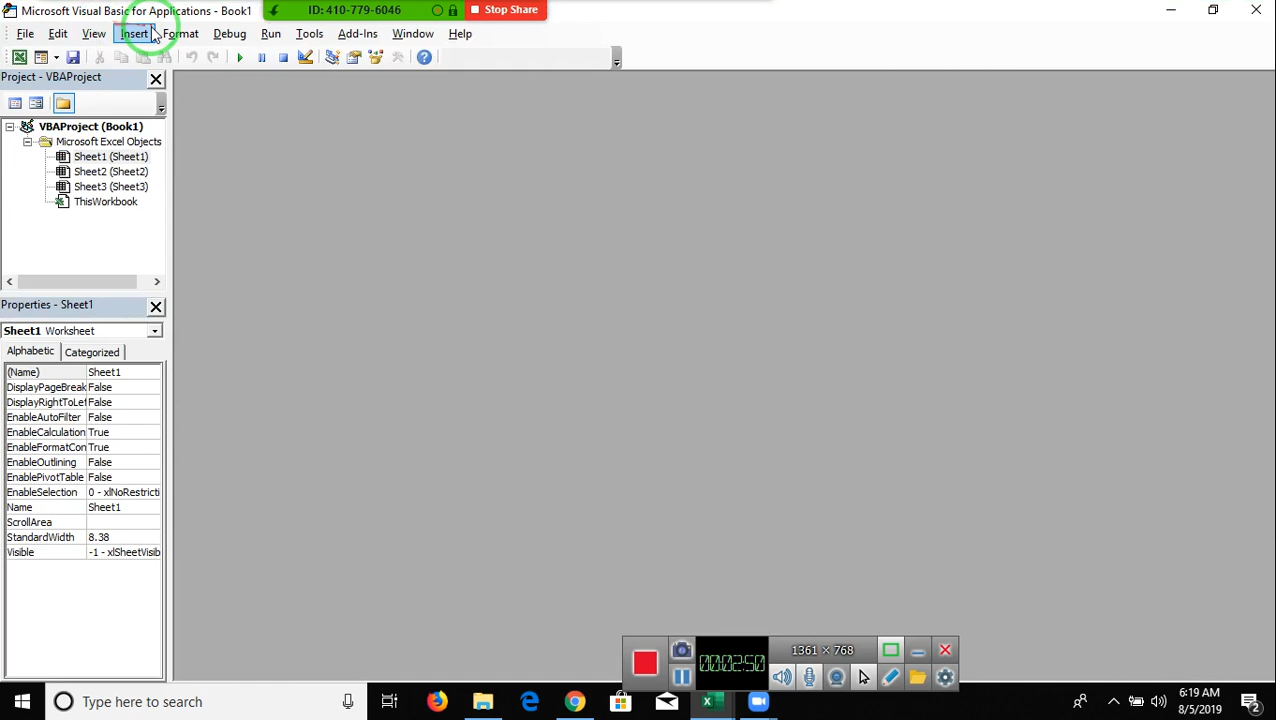 Microsoft Visual Basic for Applications - Book1
ID: 410-779-6046
Stop Share
File Edit View Insert Format Debug Run Tools Add-Ins Window Help
Project - VBAProject
VBAProject (Book1)
Microsoft Excel Objects
Sheet1 (Sheet1)
Sheet2 (Sheet2)
Sheet3 (Sheet3)
ThisWorkbook
Properties - Sheet1
Sheet1 Worksheet
Alphabetic Categorized
(Name) Sheet1
DisplayPageBreak False
DisplayRightToLef False
EnableAutoFilter False
EnableCalculation True
EnableFormatCon True
EnableOutlining False
EnablePivotTable False
EnableSelection 0 - xlNoRestricti
Name Sheet1
ScrollArea
StandardWidth 8.38
Visible -1 - xlSheetVisib
00:02:50
1361 × 768
Type here to search
6:19 AM
8/5/2019
2